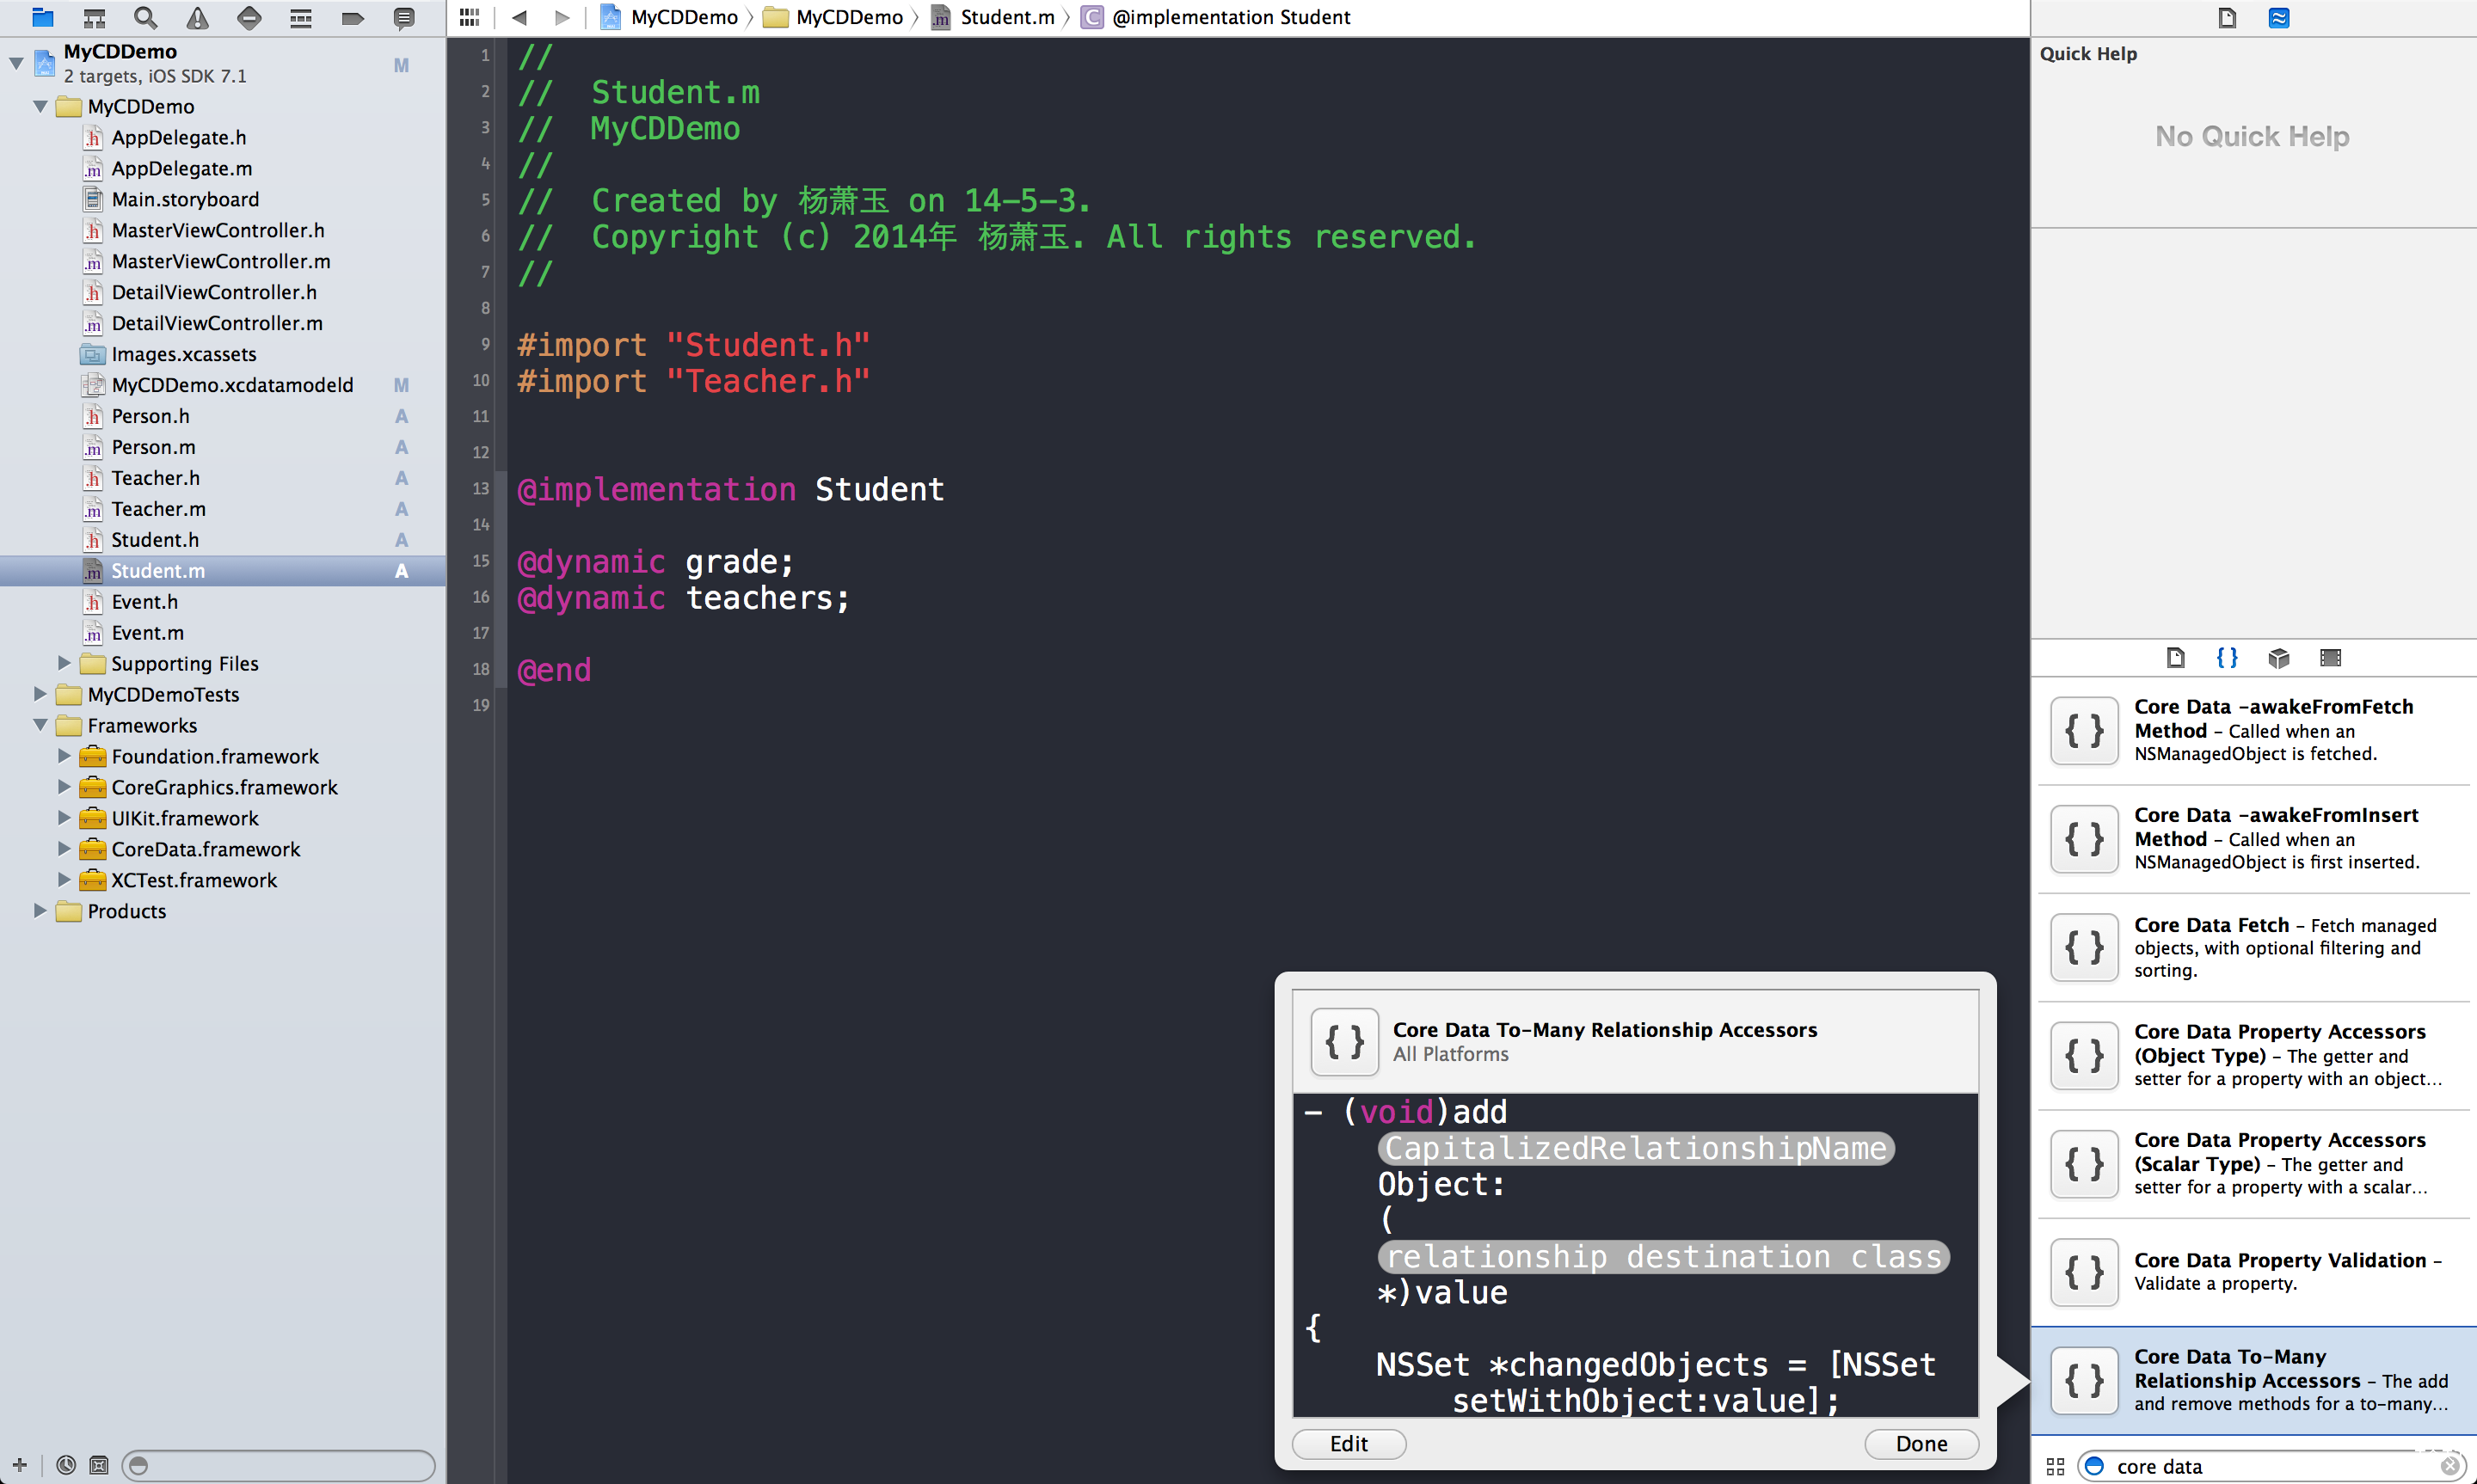 MyCDDemo
2 targets, iOS SDK 7.1
M
MyCDDemo
AppDelegate.h
AppDelegate.m
Main.storyboard
MasterViewController.h
MasterViewController.m
DetailViewController.h
DetailViewController.m
Images.xcassets
MyCDDemo.xcdatamodeld M
Person.h A
Person.m A
Teacher.h A
Teacher.m A
Student.h A
Student.m A
Event.h
Event.m
Supporting Files
MyCDDemoTests
Frameworks
Foundation.framework
CoreGraphics.framework
UIKit.framework
CoreData.framework
XCTest.framework
Products
MyCDDemo MyCDDemo Student.m C @implementation Student
1 //
2 //  Student.m
3 //  MyCDDemo
4 //
5 //  Created by 杨萧玉 on 14-5-3.
6 //  Copyright (c) 2014年 杨萧玉. All rights reserved.
7 //
8
9 #import "Student.h"
10 #import "Teacher.h"
11
12
13 @implementation Student
14
15 @dynamic grade;
16 @dynamic teachers;
17
18 @end
19
{ } Core Data To-Many Relationship Accessors
All Platforms
- (void)add
CapitalizedRelationshipName
Object:
(
relationship destination class
*)value
{
NSSet *changedObjects = [NSSet
setWithObject:value];
Edit Done
Quick Help
No Quick Help
{ }
{ } Core Data -awakeFromFetch
Method – Called when an
NSManagedObject is fetched.
{ } Core Data -awakeFromInsert
Method – Called when an
NSManagedObject is first inserted.
{ } Core Data Fetch – Fetch managed
objects, with optional filtering and
sorting.
{ } Core Data Property Accessors
(Object Type) – The getter and
setter for a property with an object...
{ } Core Data Property Accessors
(Scalar Type) – The getter and
setter for a property with a scalar...
{ } Core Data Property Validation –
Validate a property.
{ } Core Data To-Many
Relationship Accessors – The add
and remove methods for a to-many...
core data